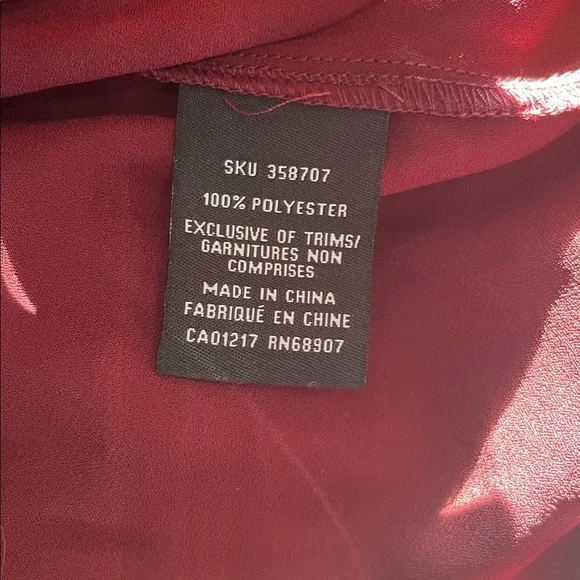 SKU 358707
100% POLYESTER
EXCLUSIVE OF TRIMS/
GARNITURES NON
COMPRISES
MADE IN CHINA
FABRIQUÉ EN CHINE
CA01217 RN68907